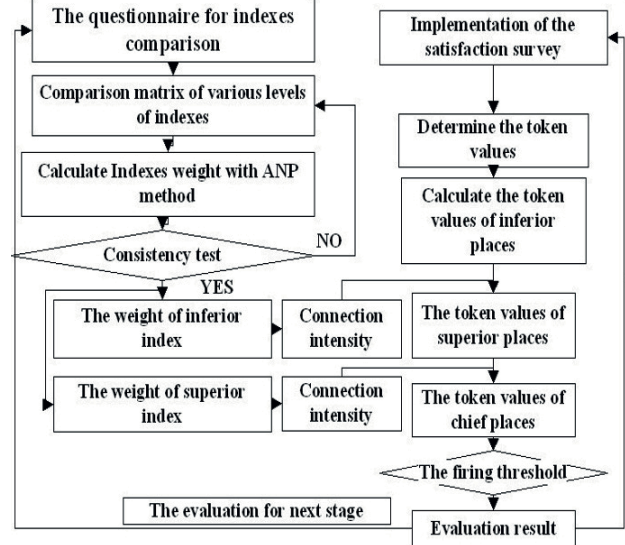 The questionnaire for indexes
comparison
Comparison matrix of various levels
of indexes
Calculate Indexes weight with ANP
method
Consistency test
NO
YES
The weight of inferior
index
Connection
intensity
The weight of superior
index
Connection
intensity
Implementation of the
satisfaction survey
Determine the token
values
Calculate the token
values of inferior
places
The token values of
superior places
The token values of
chief places
The firing threshold
Evaluation result
The evaluation for next stage